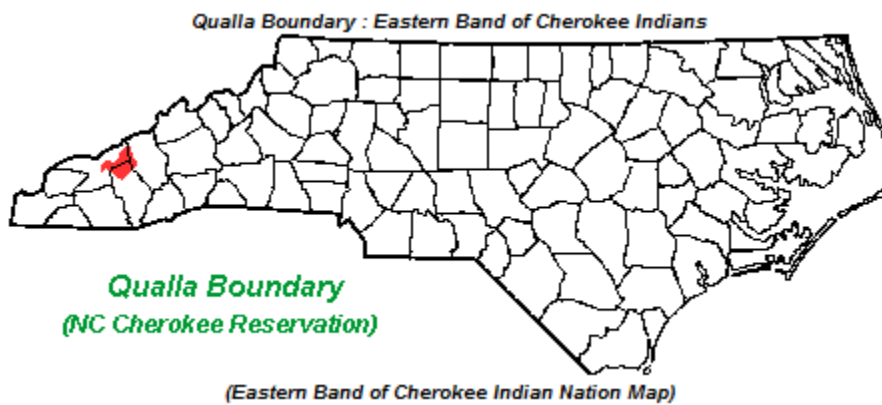 Qualla Boundary : Eastern Band of Cherokee Indians
Qualla Boundary
(NC Cherokee Reservation)
(Eastern Band of Cherokee Indian Nation Map)